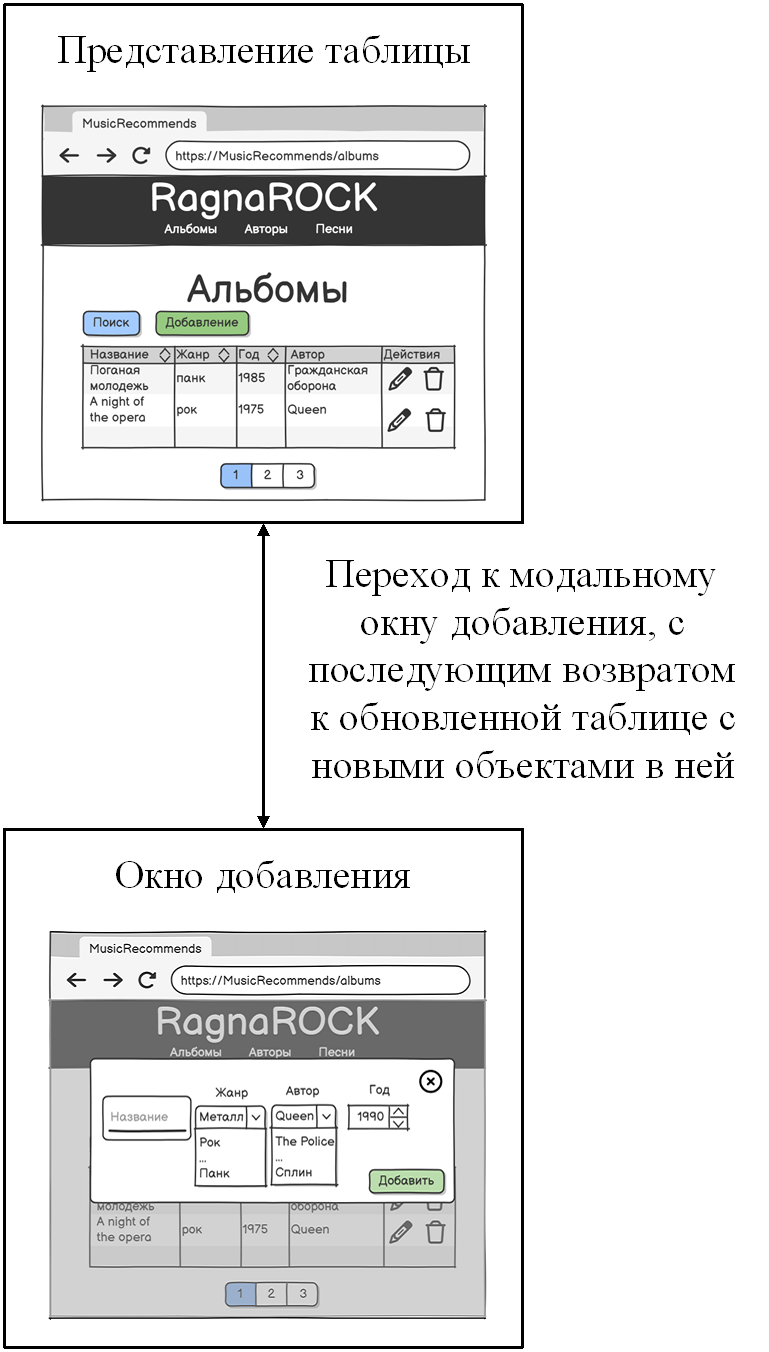 Представление таблицы
MusicRecommends
https://MusicRecommends/albums
RagnaROCK
Альбомы Авторы Песни
Альбомы
Поиск Добавление
Название Жанр Год Автор Действия
Поганая молодежь панк 1985 Гражданская оборона
A night of the opera рок 1975 Queen
1 2 3
Переход к модальному
окну добавления, с
последующим возвратом
к обновленной таблице с
новыми объектами в ней
Окно добавления
MusicRecommends
https://MusicRecommends/albums
RagnaROCK
Альбомы Авторы Песни
Жанр Автор Год
Название Металл Queen 1990
Рок The Police
... ...
Панк Сплин
Добавить
молодежь оборона
A night of the opera рок 1975 Queen
1 2 3